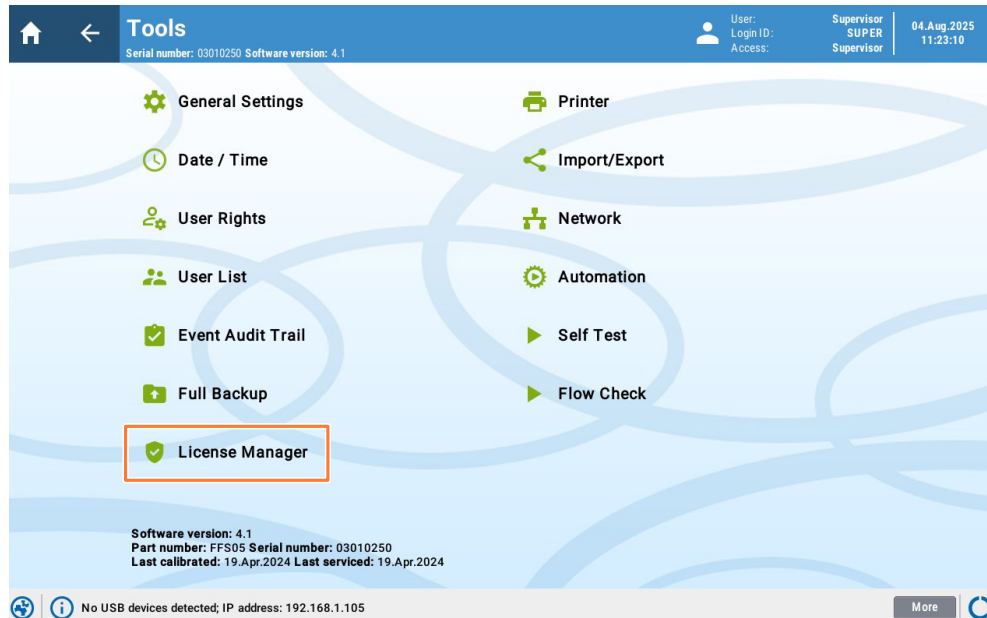 Tools
Serial number: 03010250 Software version: 4.1
User: Supervisor
Login ID: SUPER
Access: Supervisor
04.Aug.2025
11:23:10
General Settings
Date / Time
User Rights
User List
Event Audit Trail
Full Backup
License Manager
Printer
Import/Export
Network
Automation
Self Test
Flow Check
Software version: 4.1
Part number: FFS05 Serial number: 03010250
Last calibrated: 19.Apr.2024 Last serviced: 19.Apr.2024
No USB devices detected; IP address: 192.168.1.105
More